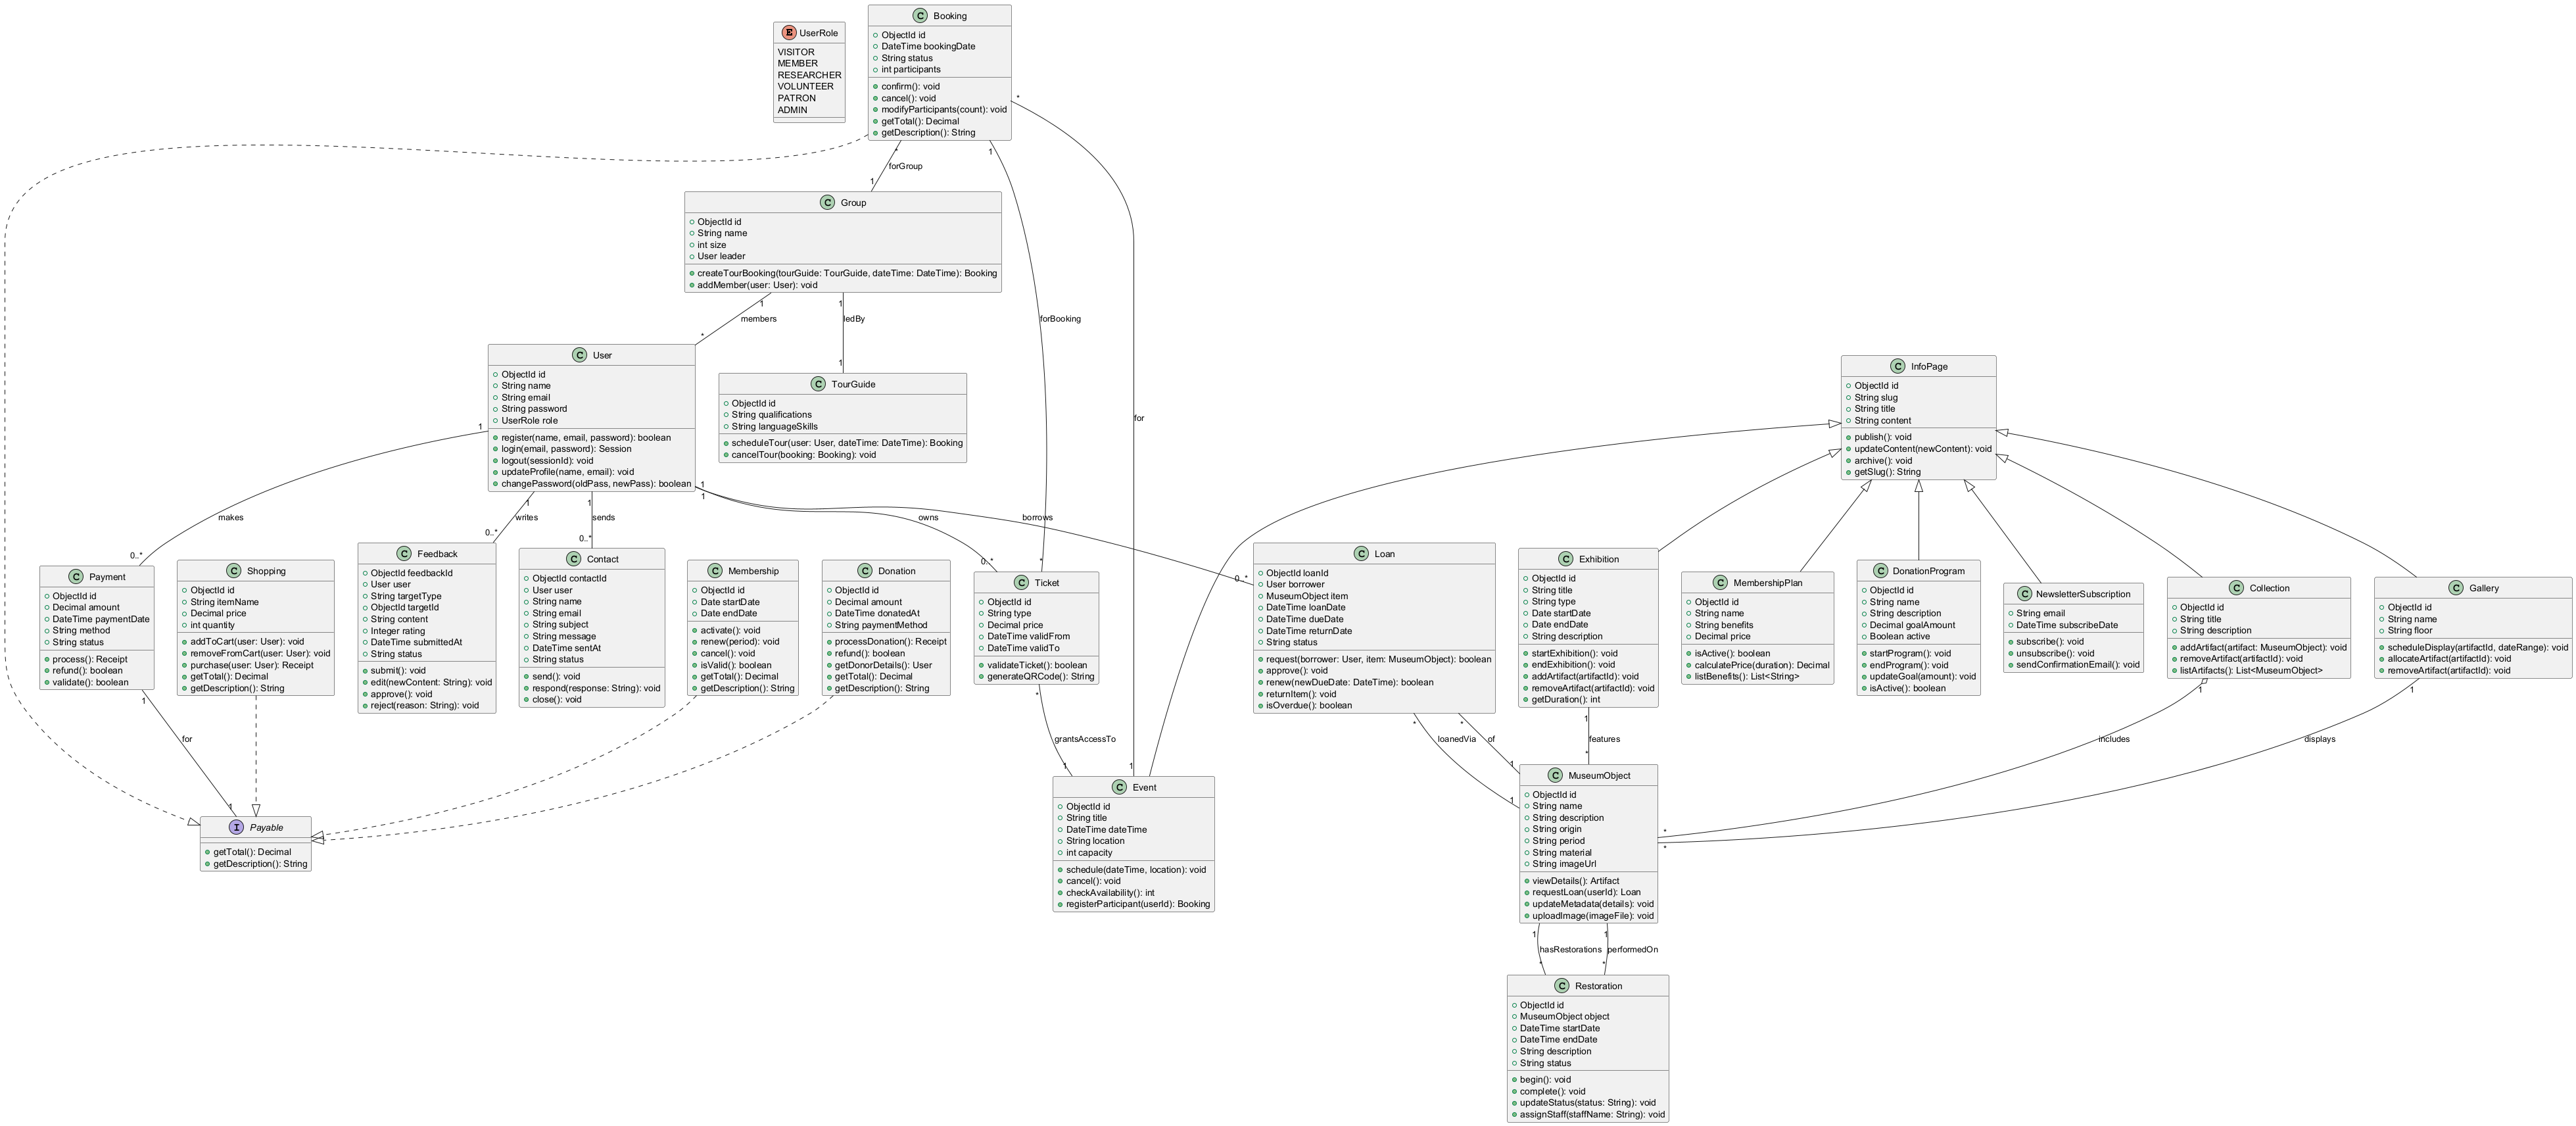 UserRole
VISITOR
MEMBER
RESEARCHER
VOLUNTEER
PATRON
ADMIN
Booking
ObjectId id
DateTime bookingDate
String status
int participants
confirm(): void
cancel(): void
modifyParticipants(count): void
getTotal(): Decimal
getDescription(): String
*
*
1
forGroup
1
Group
ObjectId id
String name
int size
User leader
createTourBooking(tourGuide: TourGuide, dateTime: DateTime): Booking
addMember(user: User): void
1
1
members
ledBy
forBooking
*
1
for
User
ObjectId id
String name
String email
String password
UserRole role
register(name, email, password): boolean
login(email, password): Session
logout(sessionId): void
updateProfile(name, email): void
changePassword(oldPass, newPass): boolean
TourGuide
ObjectId id
String qualifications
String languageSkills
scheduleTour(user: User, dateTime: DateTime): Booking
cancelTour(booking: Booking): void
InfoPage
ObjectId id
String slug
String title
String content
publish(): void
updateContent(newContent): void
archive(): void
getSlug(): String
1
1
1
1
1
makes
writes
sends
owns
borrows
0..*
0..*
0..*
0..*
*
0..*
Payment
ObjectId id
Decimal amount
DateTime paymentDate
String method
String status
process(): Receipt
refund(): boolean
validate(): boolean
Shopping
ObjectId id
String itemName
Decimal price
int quantity
addToCart(user: User): void
removeFromCart(user: User): void
purchase(user: User): Receipt
getTotal(): Decimal
getDescription(): String
Feedback
ObjectId feedbackId
User user
String targetType
ObjectId targetId
String content
Integer rating
DateTime submittedAt
String status
submit(): void
edit(newContent: String): void
approve(): void
reject(reason: String): void
Contact
ObjectId contactId
User user
String name
String email
String subject
String message
DateTime sentAt
String status
send(): void
respond(response: String): void
close(): void
Membership
ObjectId id
Date startDate
Date endDate
activate(): void
renew(period): void
cancel(): void
isValid(): boolean
getTotal(): Decimal
getDescription(): String
Donation
ObjectId id
Decimal amount
DateTime donatedAt
String paymentMethod
processDonation(): Receipt
refund(): boolean
getDonorDetails(): User
getTotal(): Decimal
getDescription(): String
Ticket
ObjectId id
String type
Decimal price
DateTime validFrom
DateTime validTo
validateTicket(): boolean
generateQRCode(): String
Loan
ObjectId loanId
User borrower
MuseumObject item
DateTime loanDate
DateTime dueDate
DateTime returnDate
String status
request(borrower: User, item: MuseumObject): boolean
approve(): void
renew(newDueDate: DateTime): boolean
returnItem(): void
isOverdue(): boolean
Exhibition
ObjectId id
String title
String type
Date startDate
Date endDate
String description
startExhibition(): void
endExhibition(): void
addArtifact(artifactId): void
removeArtifact(artifactId): void
getDuration(): int
MembershipPlan
ObjectId id
String name
String benefits
Decimal price
isActive(): boolean
calculatePrice(duration): Decimal
listBenefits(): List<String>
DonationProgram
ObjectId id
String name
String description
Decimal goalAmount
Boolean active
startProgram(): void
endProgram(): void
updateGoal(amount): void
isActive(): boolean
NewsletterSubscription
String email
DateTime subscribeDate
subscribe(): void
unsubscribe(): void
sendConfirmationEmail(): void
Collection
ObjectId id
String title
String description
addArtifact(artifact: MuseumObject): void
removeArtifact(artifactId): void
listArtifacts(): List<MuseumObject>
Gallery
ObjectId id
String name
String floor
scheduleDisplay(artifactId, dateRange): void
allocateArtifact(artifactId): void
removeArtifact(artifactId): void
1
*
*
*
1
1
1
for
grantsAccessTo
loanedVia
of
features
includes
displays
1
1
1
1
1
*
*
*
Payable
getTotal(): Decimal
getDescription(): String
Event
ObjectId id
String title
DateTime dateTime
String location
int capacity
schedule(dateTime, location): void
cancel(): void
checkAvailability(): int
registerParticipant(userId): Booking
MuseumObject
ObjectId id
String name
String description
String origin
String period
String material
String imageUrl
viewDetails(): Artifact
requestLoan(userId): Loan
updateMetadata(details): void
uploadImage(imageFile): void
1
1
hasRestorations
performedOn
*
*
Restoration
ObjectId id
MuseumObject object
DateTime startDate
DateTime endDate
String description
String status
begin(): void
complete(): void
updateStatus(status: String): void
assignStaff(staffName: String): void